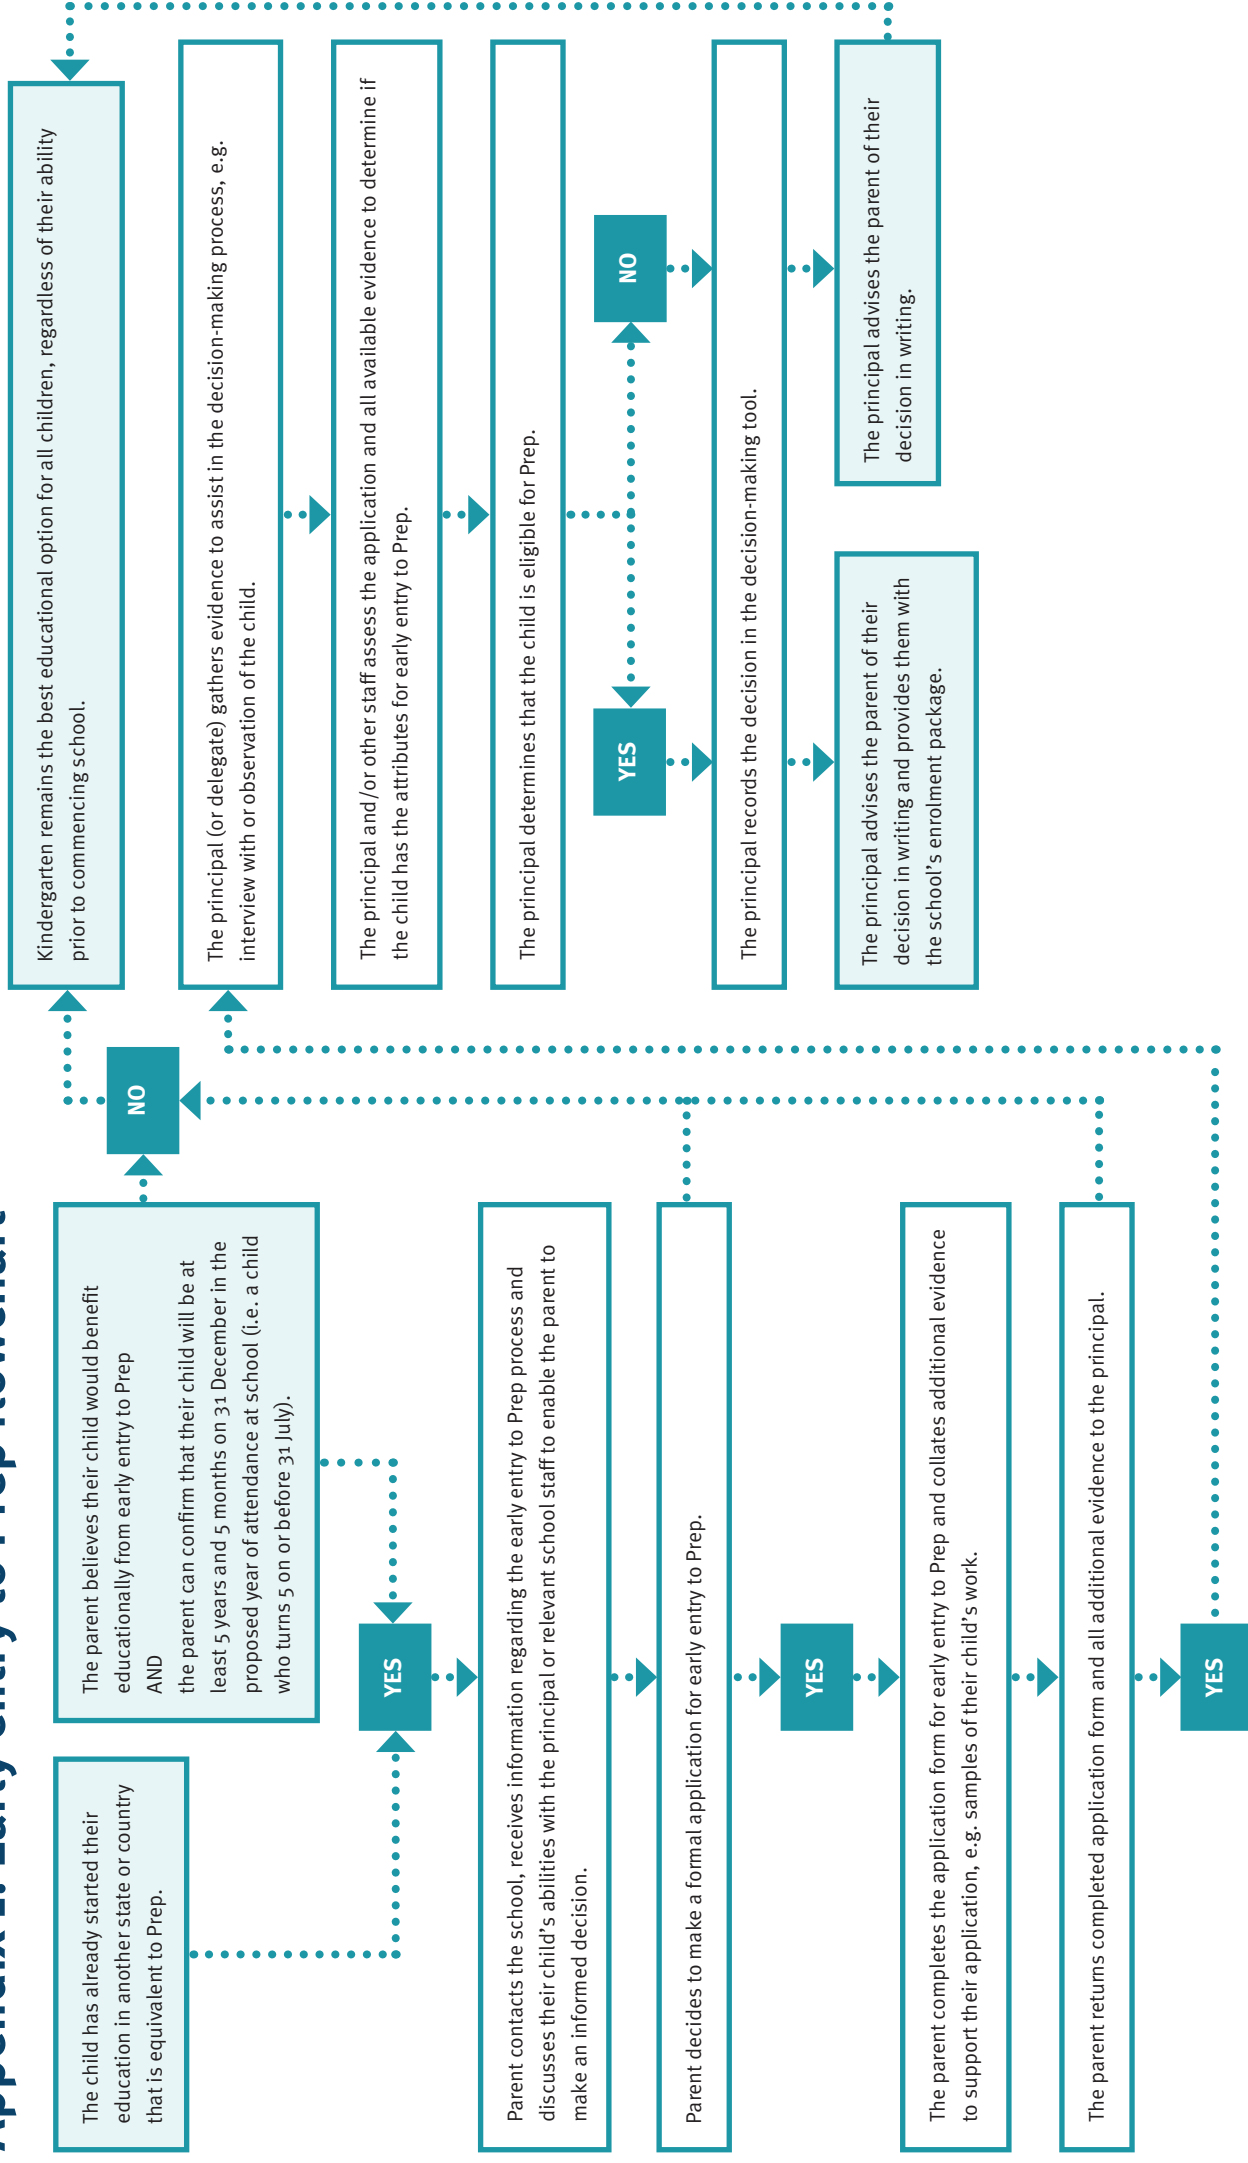 Appendix 1: Early entry to Prep flowchart
The child has already started their
education in another state or country
that is equivalent to Prep.
The parent believes their child would benefit
educationally from early entry to Prep
AND
the parent can confirm that their child will be at
least 5 years and 5 months on 31 December in the
proposed year of attendance at school (i.e. a child
who turns 5 on or before 31 July).
NO
YES
Parent contacts the school, receives information regarding the early entry to Prep process and
discusses their child's abilities with the principal or relevant school staff to enable the parent to
make an informed decision.
Parent decides to make a formal application for early entry to Prep.
YES
The parent completes the application form for early entry to Prep and collates additional evidence
to support their application, e.g. samples of their child's work.
The parent returns completed application form and all additional evidence to the principal.
YES
Kindergarten remains the best educational option for all children, regardless of their ability
prior to commencing school.
The principal (or delegate) gathers evidence to assist in the decision-making process, e.g.
interview with or observation of the child.
The principal and/or other staff assess the application and all available evidence to determine if
the child has the attributes for early entry to Prep.
The principal determines that the child is eligible for Prep.
YES
NO
The principal records the decision in the decision-making tool.
The principal advises the parent of their
decision in writing and provides them with
the school's enrolment package.
The principal advises the parent of their
decision in writing.